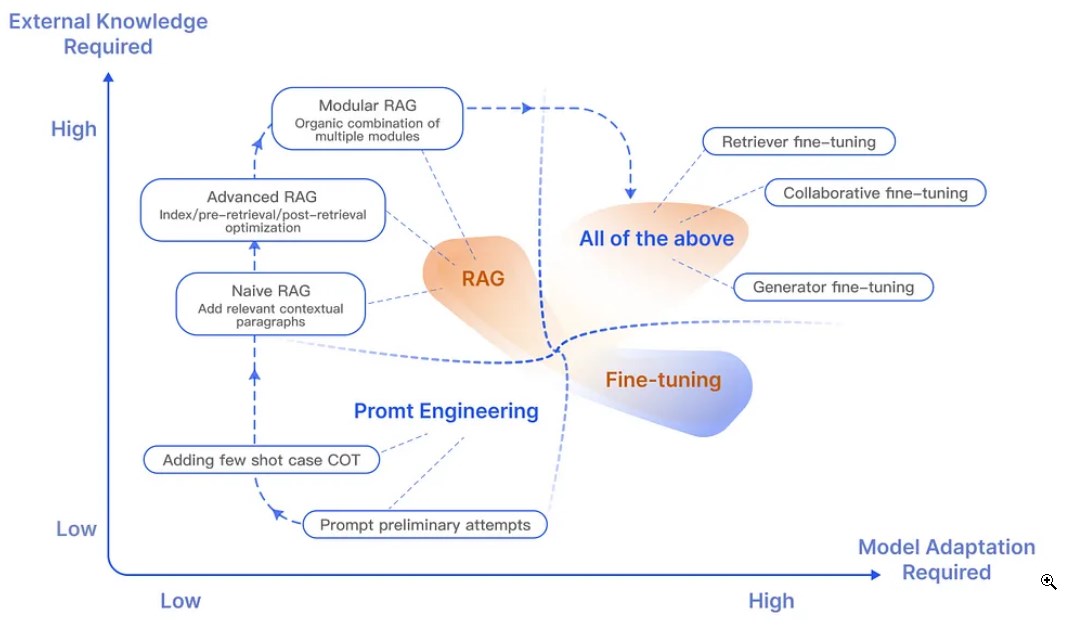 External Knowledge
Required
High
Modular RAG
Organic combination of
multiple modules
Retriever fine-tuning
Advanced RAG
Index/pre-retrieval/post-retrieval
optimization
Collaborative fine-tuning
All of the above
RAG
Naive RAG
Add relevant contextual
paragraphs
Generator fine-tuning
Fine-tuning
Promt Engineering
Adding few shot case COT
Prompt preliminary attempts
Low
Model Adaptation
Required
Low
High